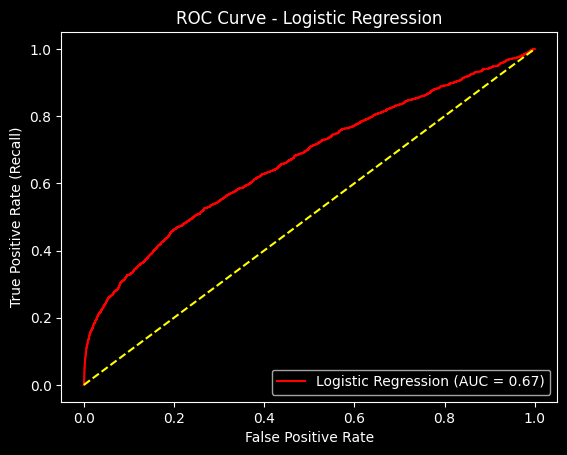 ROC Curve - Logistic Regression
True Positive Rate (Recall)
1.0
0.8
0.6
0.4
0.2
0.0
Logistic Regression (AUC = 0.67)
0.0 0.2 0.4 0.6 0.8 1.0
False Positive Rate